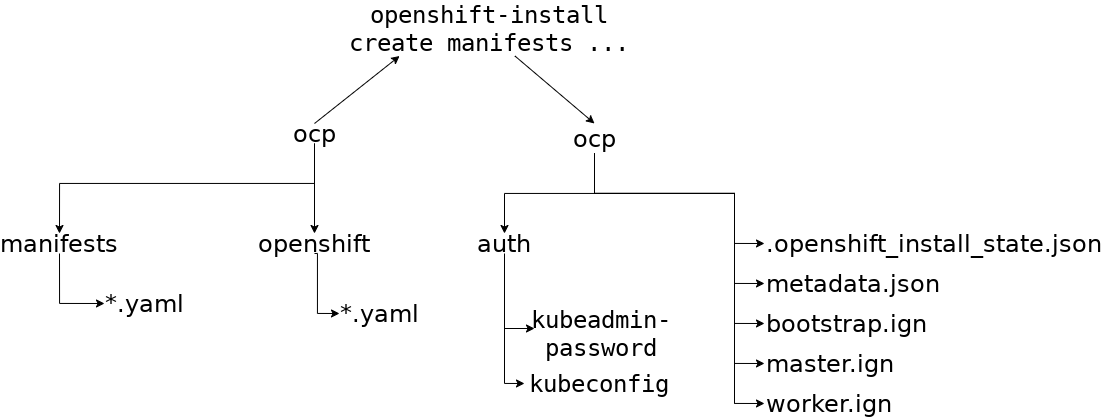 openshift-install
create manifests ...
ocp
ocp
manifests
openshift
auth
.openshift_install_state.json
metadata.json
*.yaml
*.yaml
kubeadmin-
password
bootstrap.ign
master.ign
kubeconfig
worker.ign